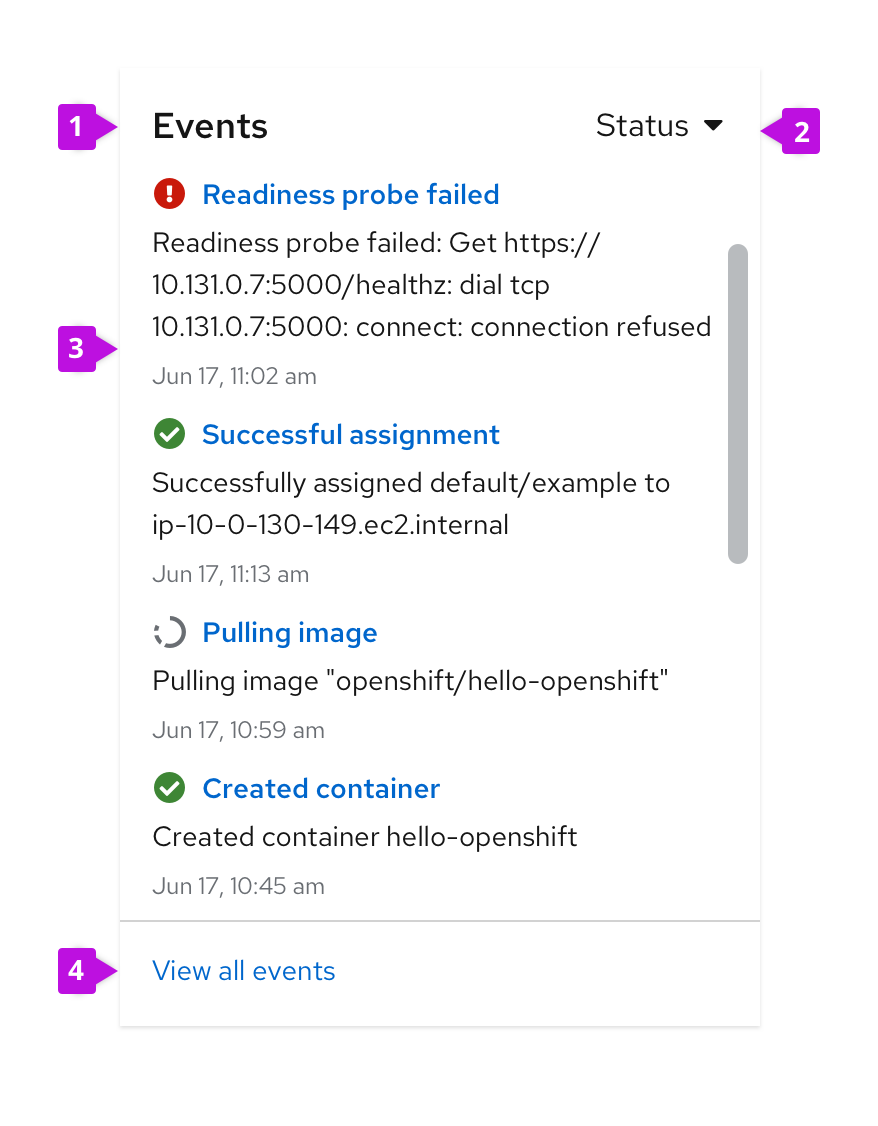 1
Events
Status
2
Readiness probe failed
Readiness probe failed: Get https://
10.131.0.7:5000/healthz: dial tcp
10.131.0.7:5000: connect: connection refused
3
Jun 17, 11:02 am
Successful assignment
Successfully assigned default/example to
ip-10-0-130-149.ec2.internal
Jun 17, 11:13 am
Pulling image
Pulling image "openshift/hello-openshift"
Jun 17, 10:59 am
Created container
Created container hello-openshift
Jun 17, 10:45 am
4
View all events